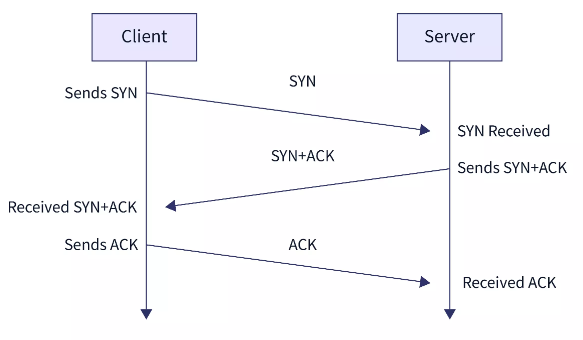 Client
Server
SYN
Sends SYN
SYN Received
SYN+ACK
Sends SYN+ACK
Received SYN+ACK
Sends ACK
ACK
Received ACK